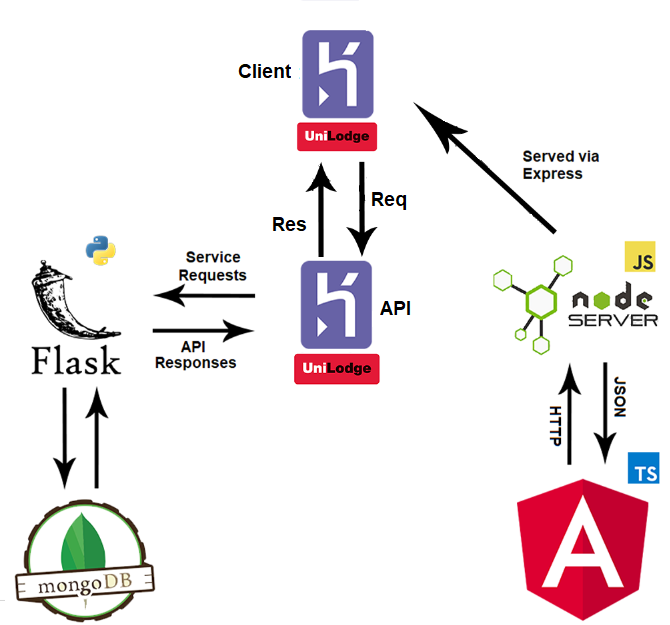 Client
UniLodge
Served via
Express
Res
Req
JS
Service
Requests
API
node
SERVER
Flask
API
Responses
UniLodge
HTTP
JSON
TS
mongoDB
A